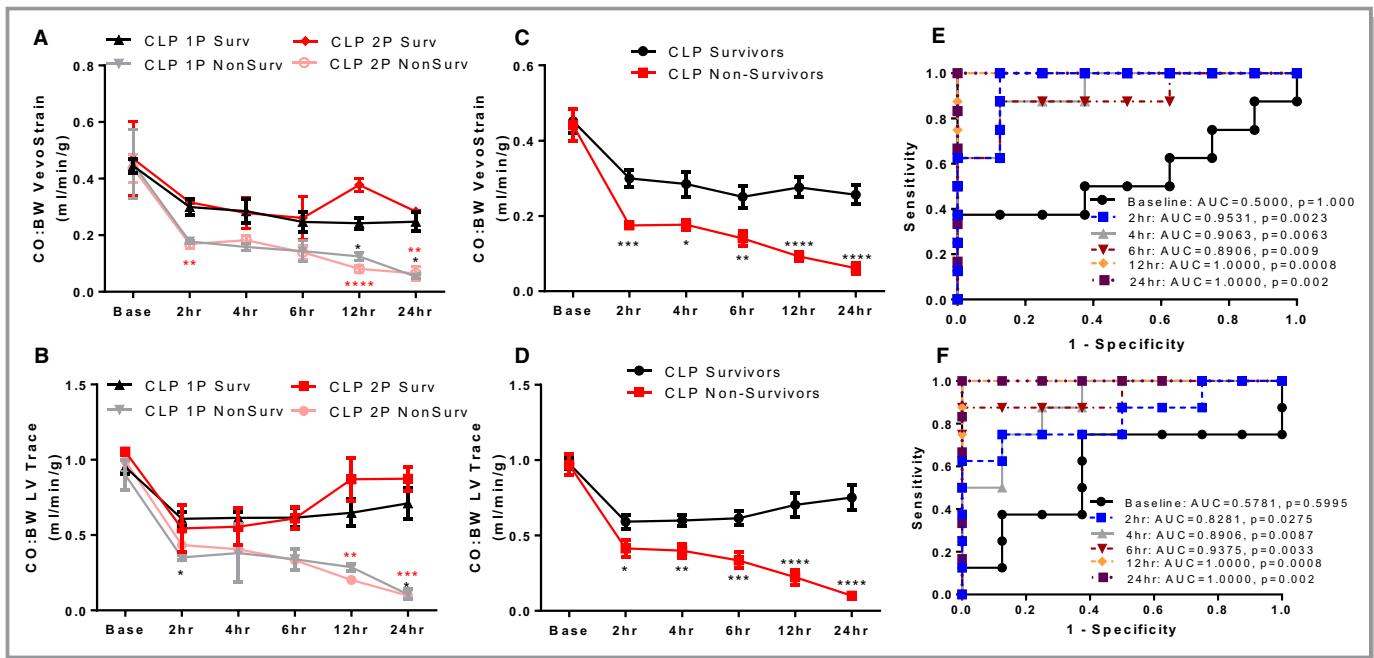 A
CLP 1P Surv
CLP 2P Surv
CLP 1P NonSurv
CLP 2P NonSurv
CO:BW VevoStrain
(ml/min/g)
0.8
0.6
0.4
0.2
0.0
**
*
****
**
*
Base 2hr 4hr 6hr 12hr 24hr
C
CLP Survivors
CLP Non-Survivors
CO:BW VevoStrain
(ml/min/g)
0.6
0.4
0.2
0.0
***
*
**
****
****
Base 2hr 4hr 6hr 12hr 24hr
E
Sensitivity
1.0
0.8
0.6
0.4
0.2
0.0
Baseline: AUC=0.5000, p=1.000
2hr: AUC=0.9531, p=0.0023
4hr: AUC=0.9063, p=0.0063
6hr: AUC=0.8906, p=0.009
12hr: AUC=1.0000, p=0.0008
24hr: AUC=1.0000, p=0.002
0.0 0.2 0.4 0.6 0.8 1.0
1 - Specificity
B
CLP 1P Surv
CLP 2P Surv
CLP 1P NonSurv
CLP 2P NonSurv
CO:BW LV Trace
(ml/min/g)
1.5
1.0
0.5
0.0
*
**
***
*
Base 2hr 4hr 6hr 12hr 24hr
D
CLP Survivors
CLP Non-Survivors
CO:BW LV Trace
(ml/min/g)
1.5
1.0
0.5
0.0
*
**
***
****
****
Base 2hr 4hr 6hr 12hr 24hr
F
Sensitivity
1.0
0.8
0.6
0.4
0.2
0.0
Baseline: AUC=0.5781, p=0.5995
2hr: AUC=0.8281, p=0.0275
4hr: AUC=0.8906, p=0.0087
6hr: AUC=0.9375, p=0.0033
12hr: AUC=1.0000, p=0.0008
24hr: AUC=1.0000, p=0.002
0.0 0.2 0.4 0.6 0.8 1.0
1 - Specificity